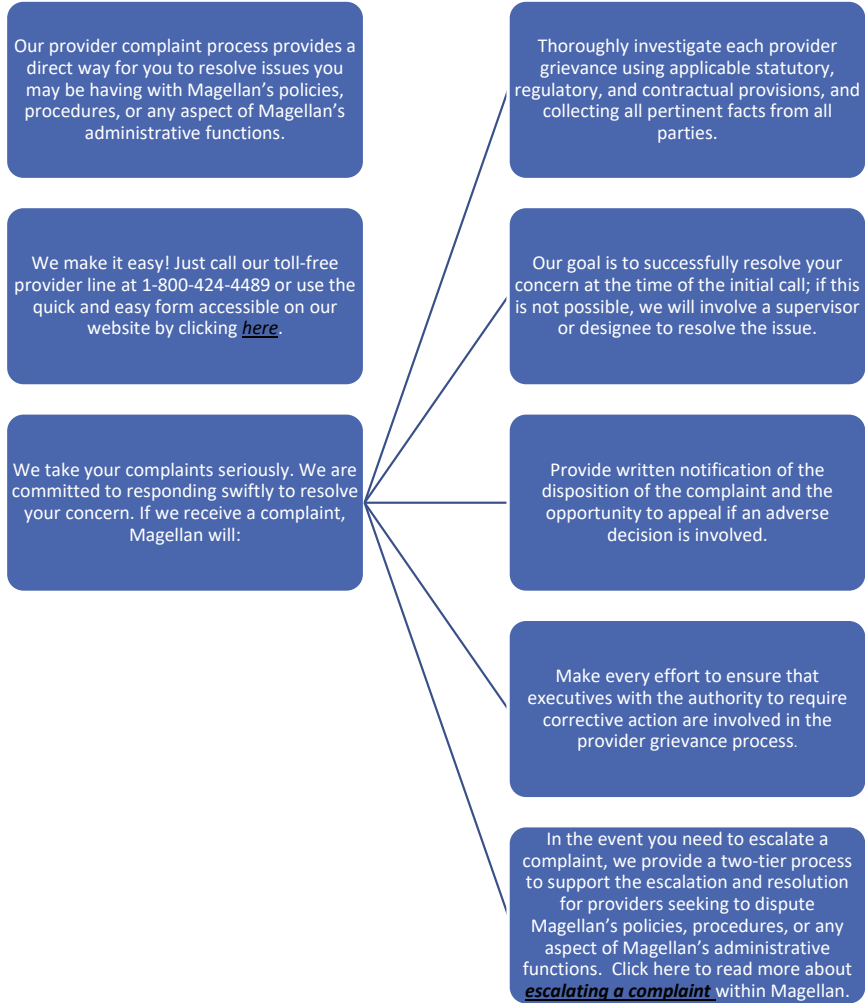 Our provider complaint process provides a
direct way for you to resolve issues you
may be having with Magellan’s policies,
procedures, or any aspect of Magellan’s
administrative functions.
We make it easy! Just call our toll-free
provider line at 1-800-424-4489 or use the
quick and easy form accessible on our
website by clicking here.
We take your complaints seriously. We are
committed to responding swiftly to resolve
your concern. If we receive a complaint,
Magellan will:
Thoroughly investigate each provider
grievance using applicable statutory,
regulatory, and contractual provisions, and
collecting all pertinent facts from all
parties.
Our goal is to successfully resolve your
concern at the time of the initial call; if this
is not possible, we will involve a supervisor
or designee to resolve the issue.
Provide written notification of the
disposition of the complaint and the
opportunity to appeal if an adverse
decision is involved.
Make every effort to ensure that
executives with the authority to require
corrective action are involved in the
provider grievance process.
In the event you need to escalate a
complaint, we provide a two-tier process
to support the escalation and resolution
for providers seeking to dispute
Magellan’s policies, procedures, or any
aspect of Magellan’s administrative
functions.  Click here to read more about
escalating a complaint within Magellan.